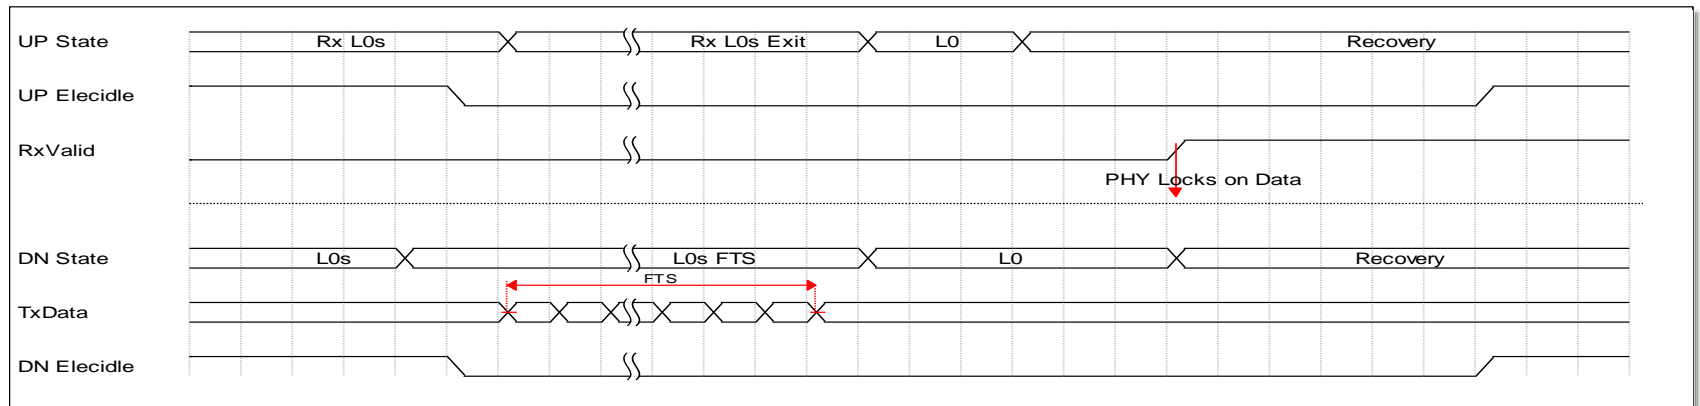 UP State Rx L0s Rx L0s Exit L0 Recovery
UP Elecidle
RxValid
PHY Locks on Data
DN State L0s L0s FTS L0 Recovery
FTS
TxData
DN Elecidle